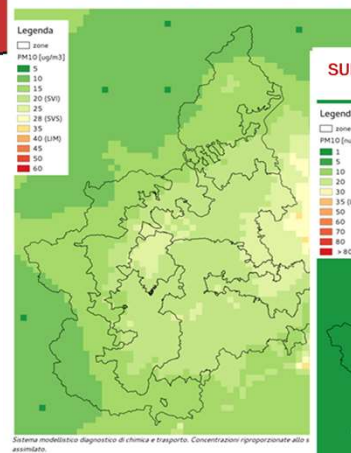 Legenda
zone
PM10 [ug/m3]
5
10
15
20 (SVI)
25
28 (SVS)
35
40 (LIM)
45
50
60
SU
Legend
zone
PM10 [nu
1
5
10
20
30
35 (
50
60
70
80
> 80
Sistema modellistico diagnostico di chimica e trasporto. Concentrazioni riproporzionate allo s
assimilato.